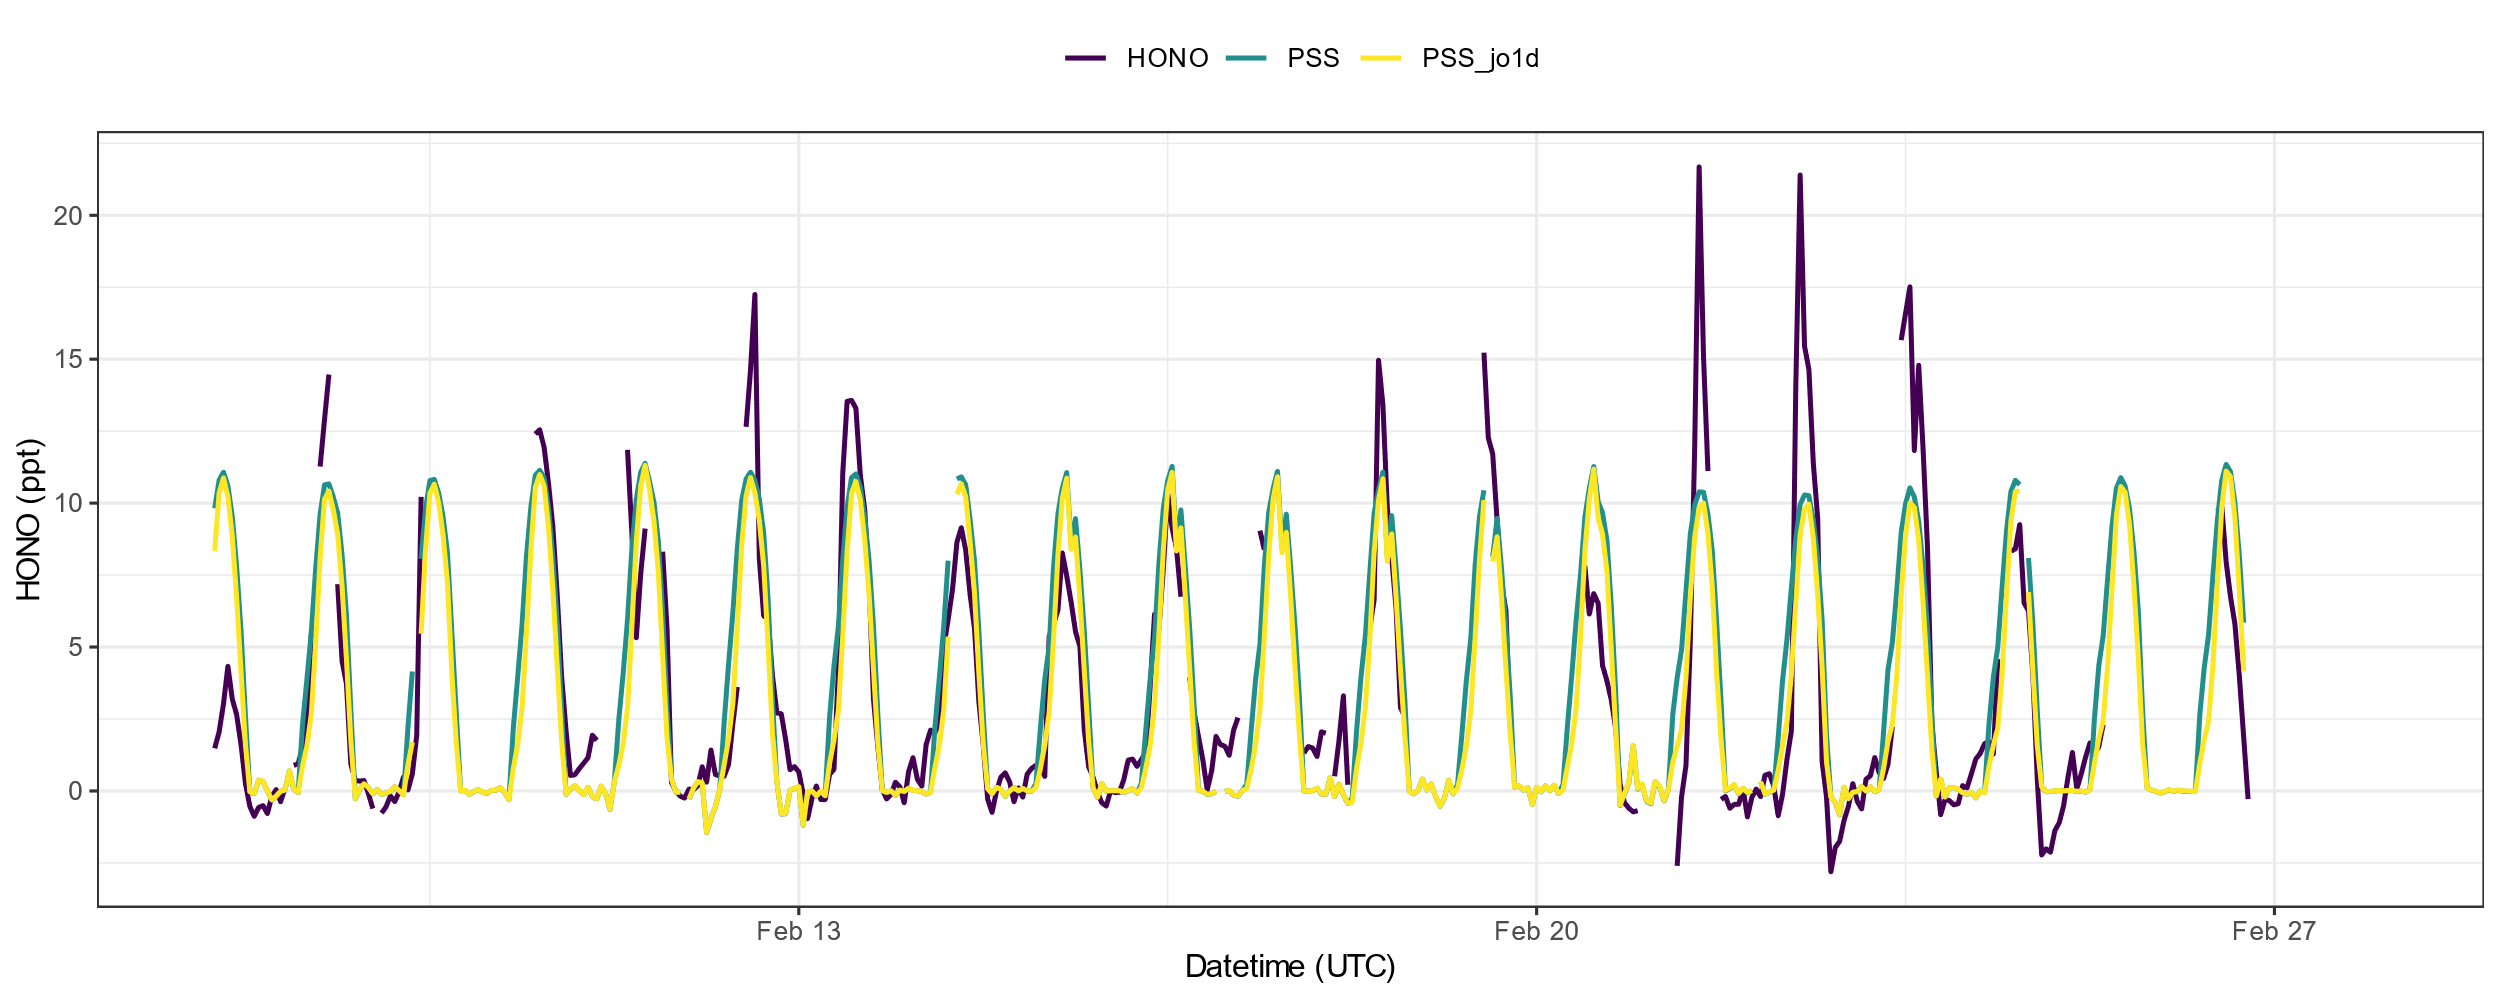 HONO PSS PSS_jo1d
HONO (ppt)
20
15
10
5
0
Feb 13 Feb 20 Feb 27
Datetime (UTC)